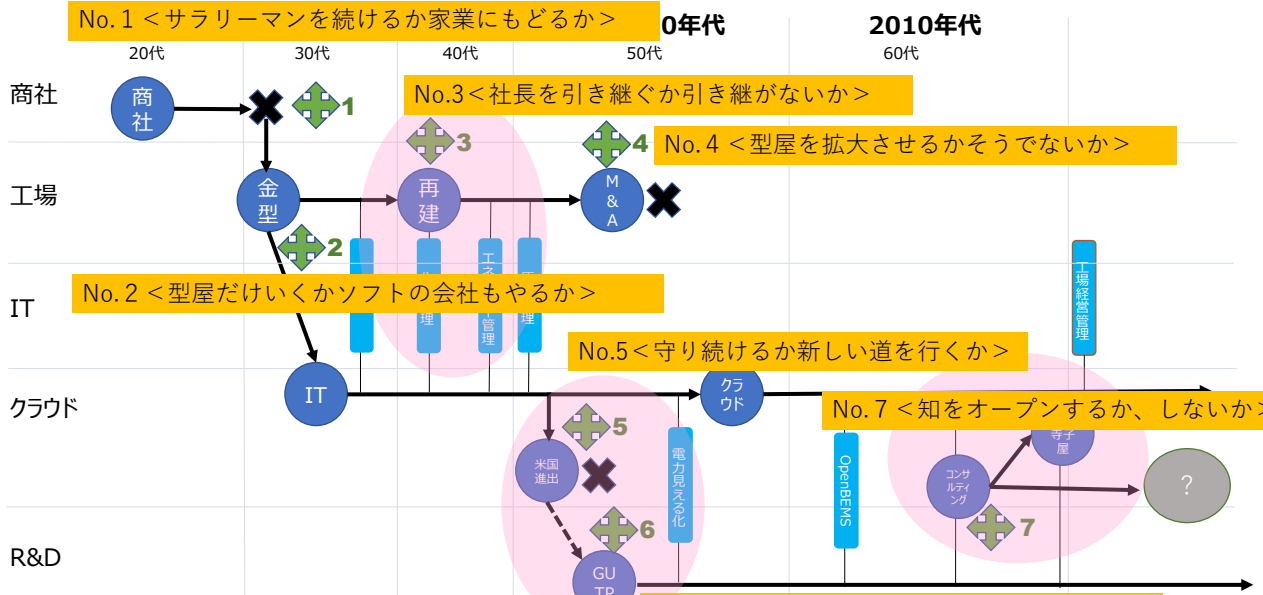 No. 1 <サラリーマンを続けるか家業にもどるか>
0年代
2010年代
20代
30代
40代
50代
60代
商社
商
社
1
No.3<社長を引き継ぐか引き継がないか>
3
4
No. 4 <型屋を拡大させるかそうでないか>
工場
金
型
再
建
M
&
A
2
No. 2 <型屋だけいくかソフトの会社もやるか>
理
管理
工場経営管理
IT
No.5<守り続けるか新しい道を行くか>
IT
クラ
ウド
クラウド
No. 7 <知をオープンするか、しないか>
5
寺子
屋
米国
進出
電力見える化
OpenBEMS
コンサ
ルティ
ング
?
6
7
R&D
GU